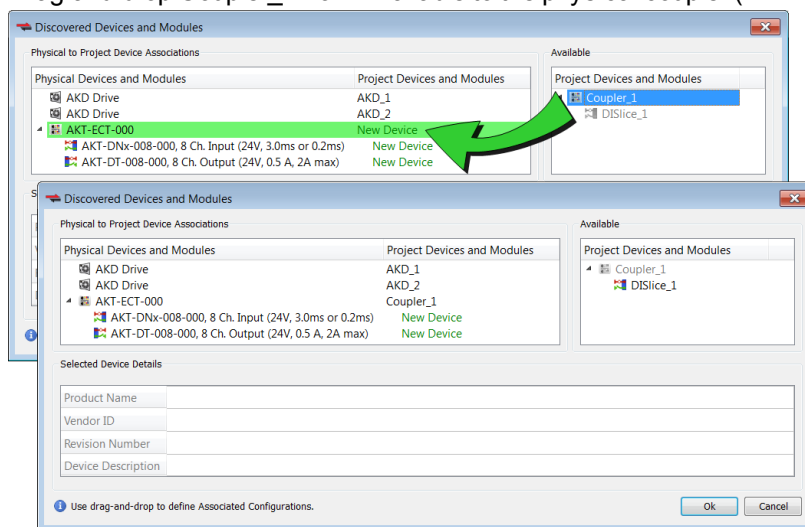 Discovered Devices and Modules
Physical to Project Device Associations
Available
Physical Devices and Modules Project Devices and Modules
Project Devices and Modules
AKD Drive AKD_1
Coupler_1
AKD Drive AKD_2
DISlice_1
AKT-ECT-000 New Device
AKT-DNx-008-000, 8 Ch. Input (24V, 3.0ms or 0.2ms) New Device
AKT-DT-008-000, 8 Ch. Output (24V, 0.5 A, 2A max) New Device
Discovered Devices and Modules
Physical to Project Device Associations
Available
Physical Devices and Modules Project Devices and Modules
Project Devices and Modules
AKD Drive AKD_1
Coupler_1
AKD Drive AKD_2
DISlice_1
AKT-ECT-000 Coupler_1
AKT-DNx-008-000, 8 Ch. Input (24V, 3.0ms or 0.2ms) New Device
AKT-DT-008-000, 8 Ch. Output (24V, 0.5 A, 2A max) New Device
Selected Device Details
Product Name
Vendor ID
Revision Number
Device Description
Use drag-and-drop to define Associated Configurations.
Ok Cancel